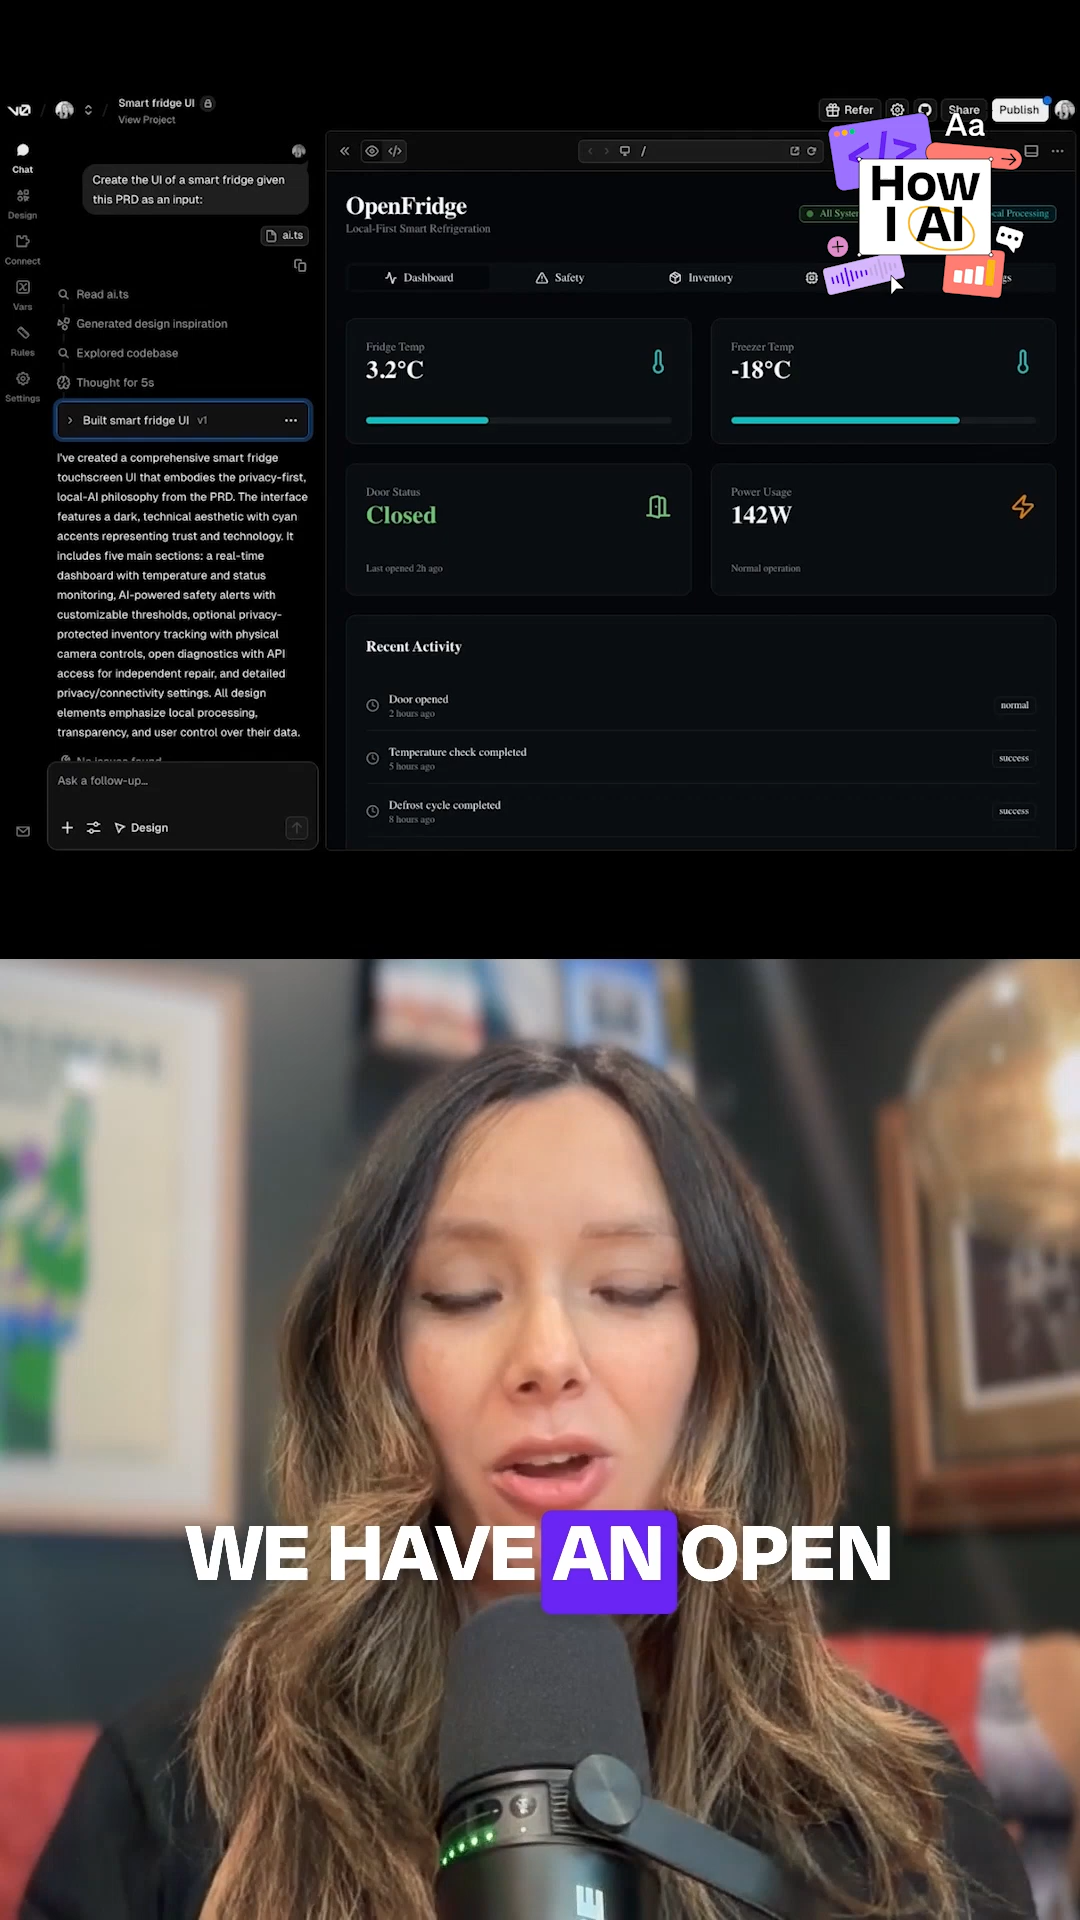 v0
Smart fridge UI
View Project
Refer
Share
Publish
Aa
</>
How
I AI
Chat
Design
Connect
Vars
Rules
Settings
Create the UI of a smart fridge given
this PRD as an input:
ai.ts
Read ai.ts
Generated design inspiration
Explored codebase
Thought for 5s
Built smart fridge UI v1
I've created a comprehensive smart fridge
touchscreen UI that embodies the privacy-first,
local-AI philosophy from the PRD. The interface
features a dark, technical aesthetic with cyan
accents representing trust and technology. It
includes five main sections: a real-time
dashboard with temperature and status
monitoring, AI-powered safety alerts with
customizable thresholds, optional privacy-
protected inventory tracking with physical
camera controls, open diagnostics with API
access for independent repair, and detailed
privacy/connectivity settings. All design
elements emphasize local processing,
transparency, and user control over their data.
No issues found
Ask a follow-up...
Design
/
OpenFridge
Local-First Smart Refrigeration
All
Processing
Dashboard
Safety
Inventory
Fridge Temp
3.2°C
Freezer Temp
-18°C
Door Status
Closed
Last opened 2h ago
Power Usage
142W
Normal operation
Recent Activity
Door opened
2 hours ago
normal
Temperature check completed
5 hours ago
success
Defrost cycle completed
8 hours ago
success
WE HAVE AN OPEN